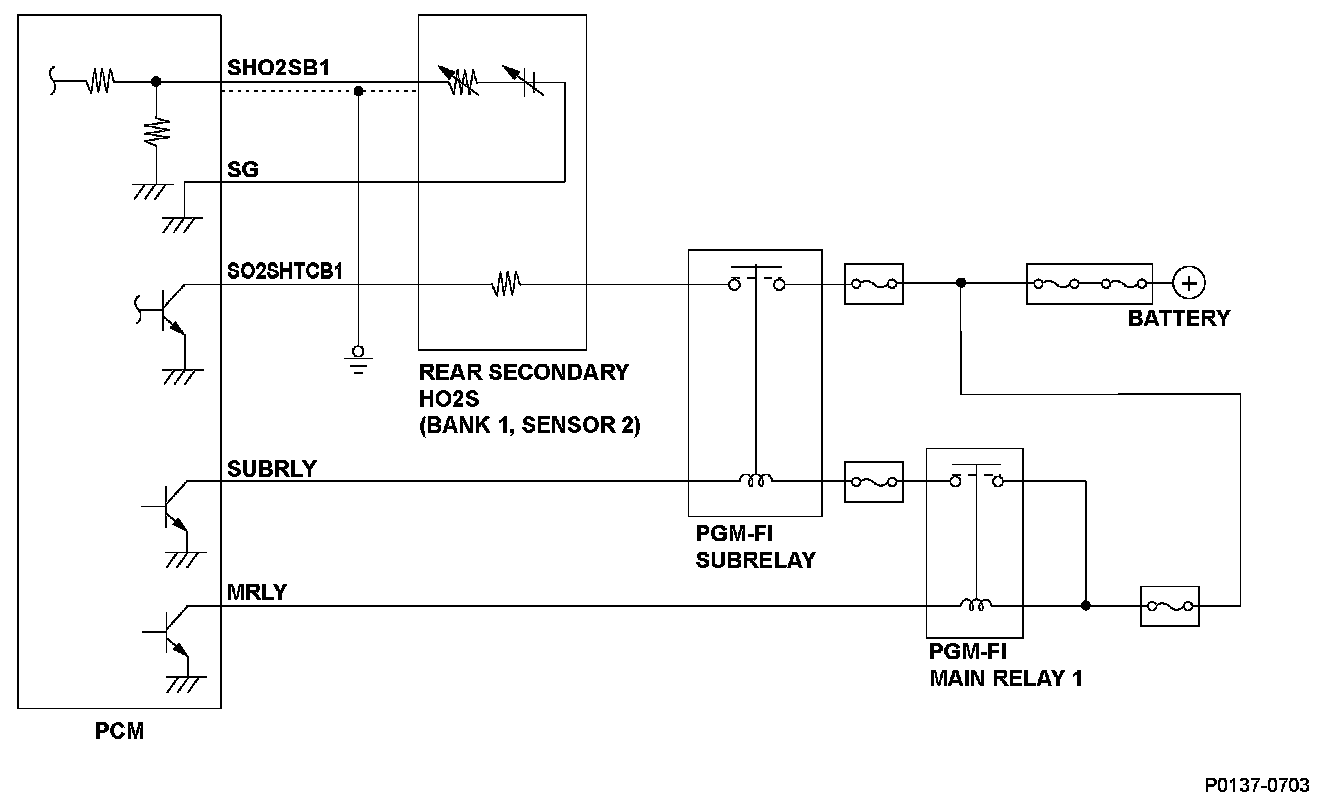 SHO2SB1
SG
SO2SHTCB1
BATTERY
REAR SECONDARY
HO2S
(BANK 1, SENSOR 2)
SUBRLY
PGM-FI
SUBRELAY
MRLY
PGM-FI
MAIN RELAY 1
PCM
P0137-0703